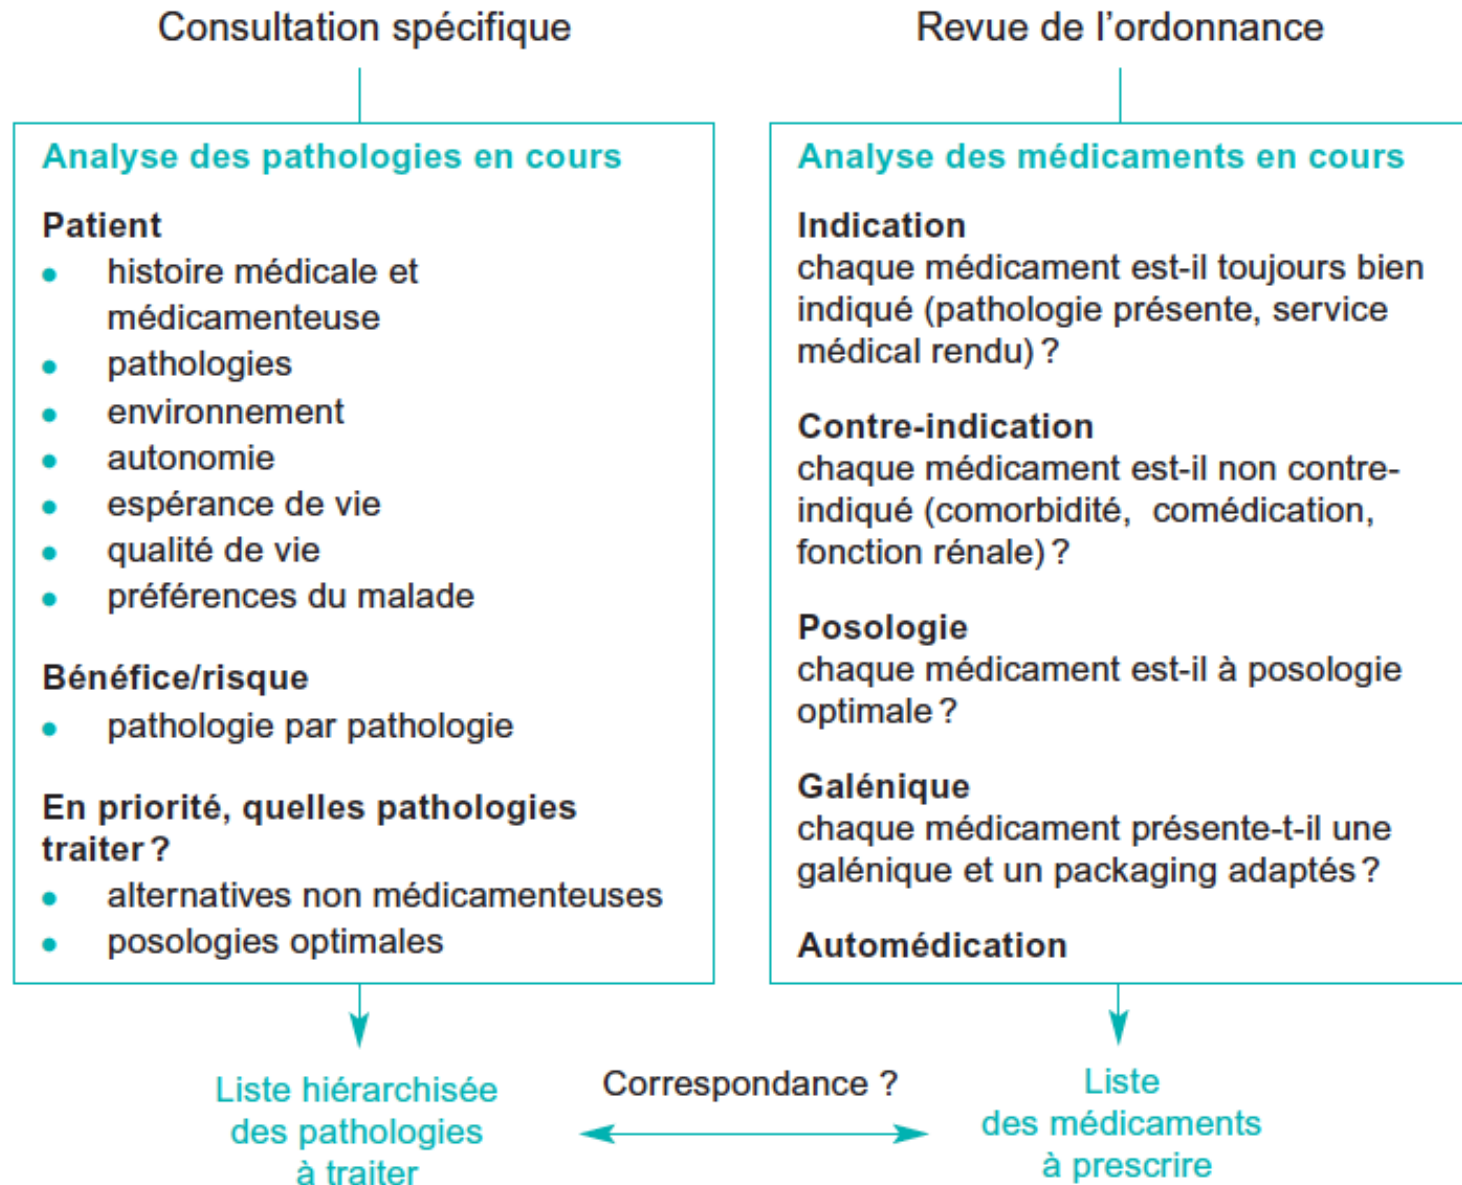 Consultation spécifique
Analyse des pathologies en cours
Patient
• histoire médicale et
médicamenteuse
• pathologies
• environnement
• autonomie
• espérance de vie
• qualité de vie
• préférences du malade
Bénéfice/risque
• pathologie par pathologie
En priorité, quelles pathologies
traiter ?
• alternatives non médicamenteuses
• posologies optimales
Liste hiérarchisée
des pathologies
à traiter
Correspondance ?
Revue de l’ordonnance
Analyse des médicaments en cours
Indication
chaque médicament est-il toujours bien
indiqué (pathologie présente, service
médical rendu) ?
Contre-indication
chaque médicament est-il non contre-
indiqué (comorbidité, comédication,
fonction rénale) ?
Posologie
chaque médicament est-il à posologie
optimale ?
Galénique
chaque médicament présente-t-il une
galénique et un packaging adaptés ?
Automédication
Liste
des médicaments
à prescrire